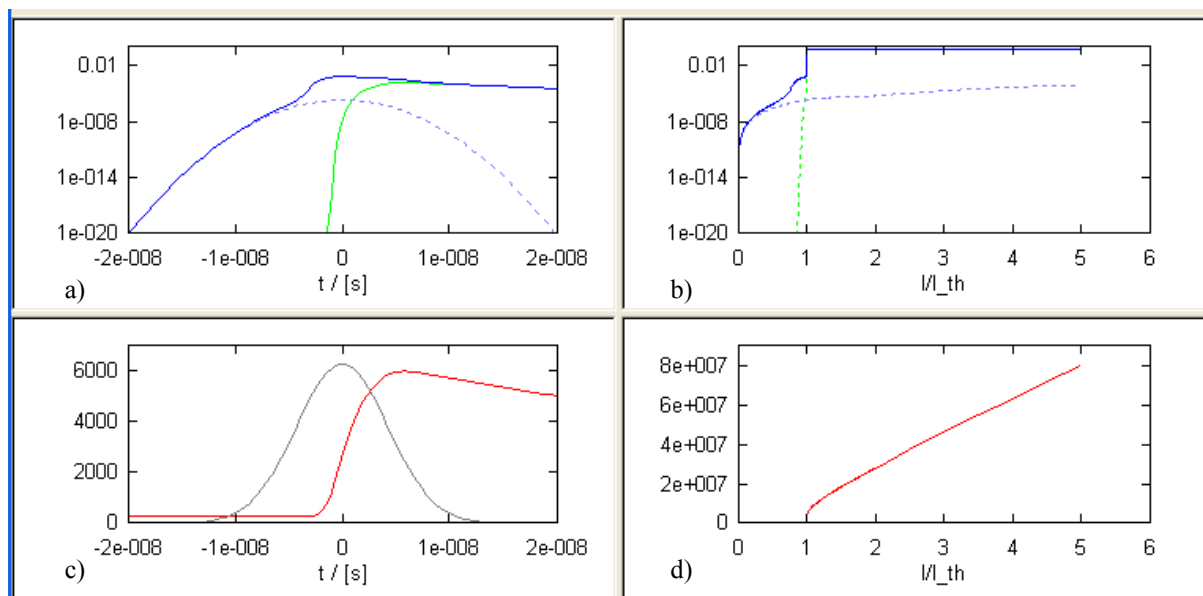 0.01
1e-008
1e-014
1e-020
-2e-008 -1e-008 0 1e-008 2e-008
t / [s]
a)
0.01
1e-008
1e-014
1e-020
0 1 2 3 4 5 6
I/I_th
b)
6000
4000
2000
0
-2e-008 -1e-008 0 1e-008 2e-008
t / [s]
c)
8e+007
6e+007
4e+007
2e+007
0
0 1 2 3 4 5 6
I/I_th
d)